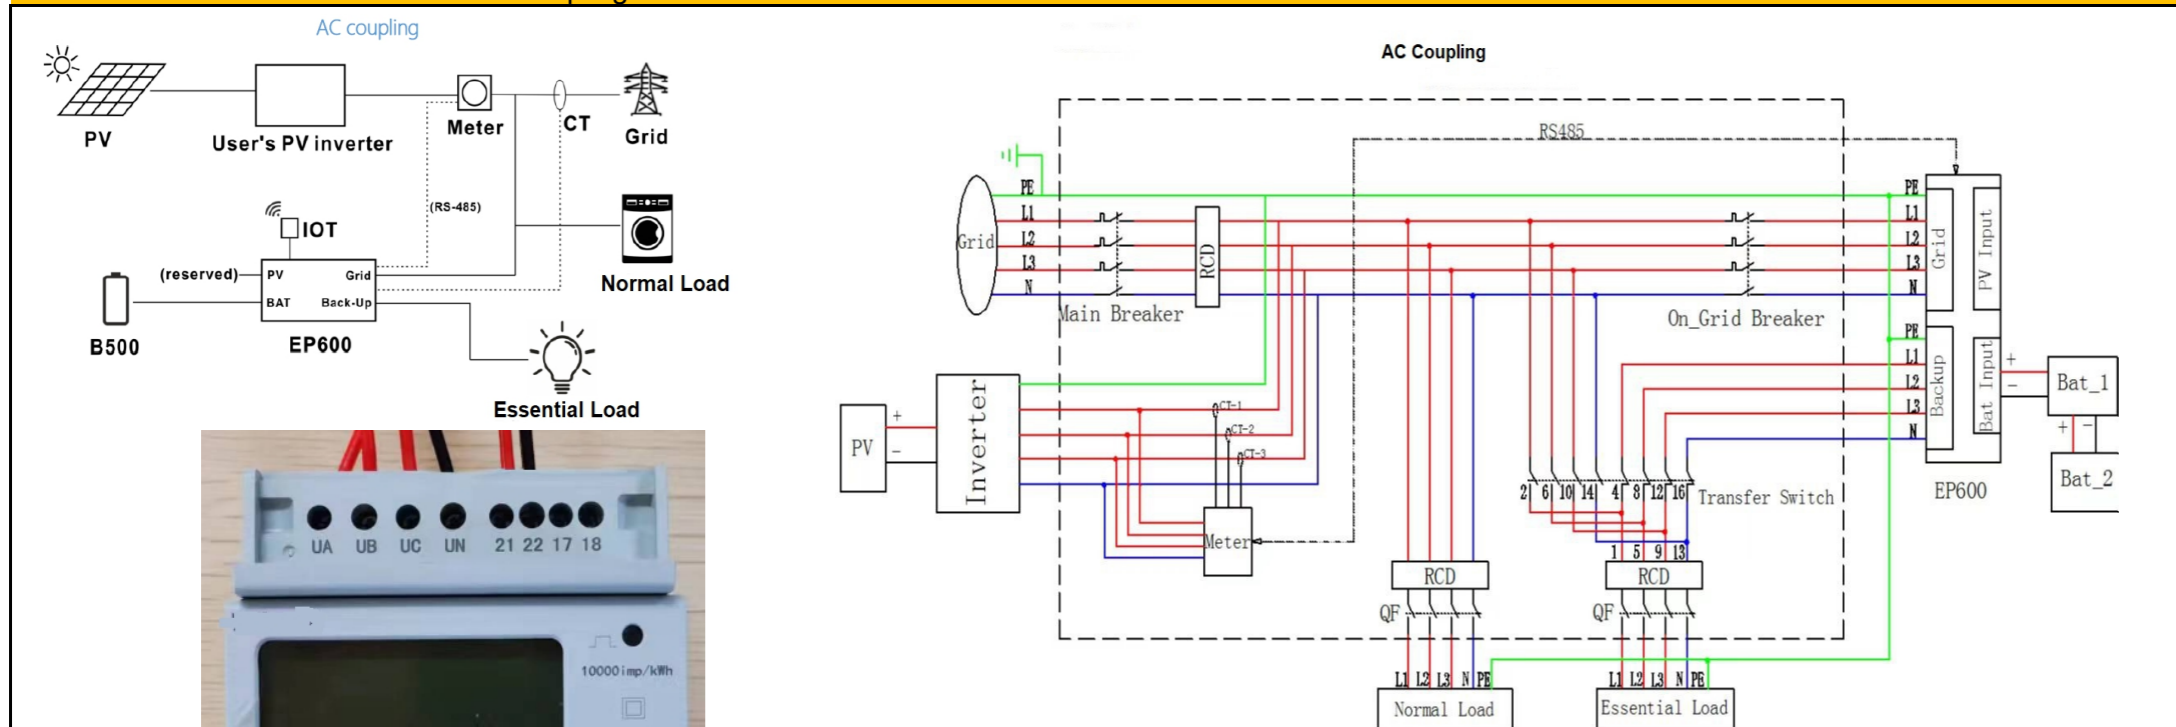 AC coupling
PV
User's PV inverter
Meter
CT
Grid
(RS-485)
IOT
(reserved)
PV
Grid
BAT
Back-Up
B500
EP600
Normal Load
Essential Load
UA UB UC UN 21 22 17 18
10000imp/kWh
AC Coupling
RS485
PE
L1
L2
L3
N
Grid
RCD
Main Breaker
On_Grid Breaker
PE
L1
L2
L3
N
Grid
PV Input
PE
L1
L2
L3
N
Backup
Bat Input
+
-
Bat_1
+ -
Bat_2
EP600
PV
+
-
Inverter
CT-1
CT-2
CT-3
Meter
2 6 10 14 4 8 12 16
Transfer Switch
1 5 9 13
RCD
RCD
QF
QF
L1 L2 L3 N PE
L1 L2 L3 N PE
Normal Load
Essential Load